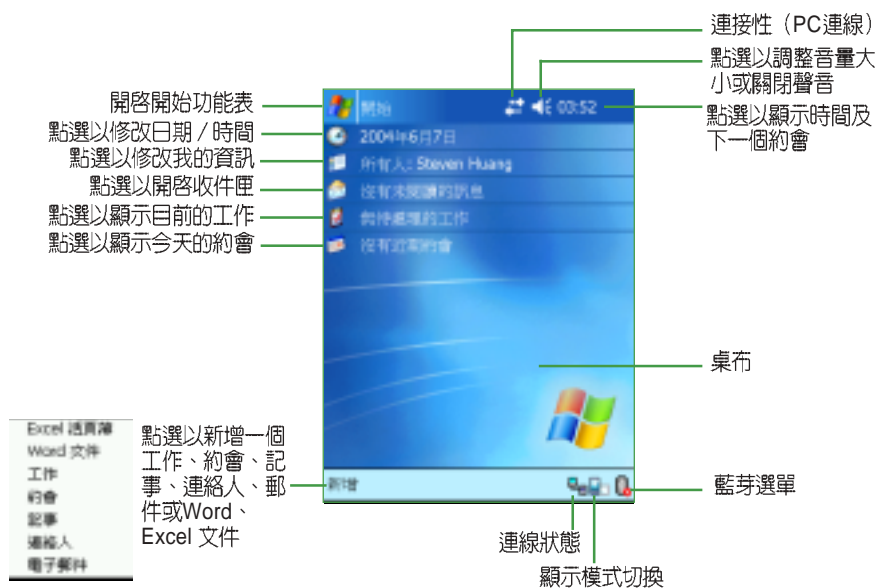 連接性（PC連線）
點選以調整音量大
小或關閉聲音
點選以顯示時間及
下一個約會
開啓開始功能表
點選以修改日期／時間
點選以修改我的資訊
點選以開啓收件匣
點選以顯示目前的工作
點選以顯示今天的約會
開始
03:52
2004年6月7日
所有人: Steven Huang
沒有未閱讀的訊息
無待處理的工作
沒有近期約會
桌布
Excel 活頁簿
Word 文件
工作
約會
記事
連絡人
電子郵件
點選以新增一個
工作、約會、記
事、連絡人、郵
件或Word、
Excel 文件
新增
藍芽選單
連線狀態
顯示模式切換